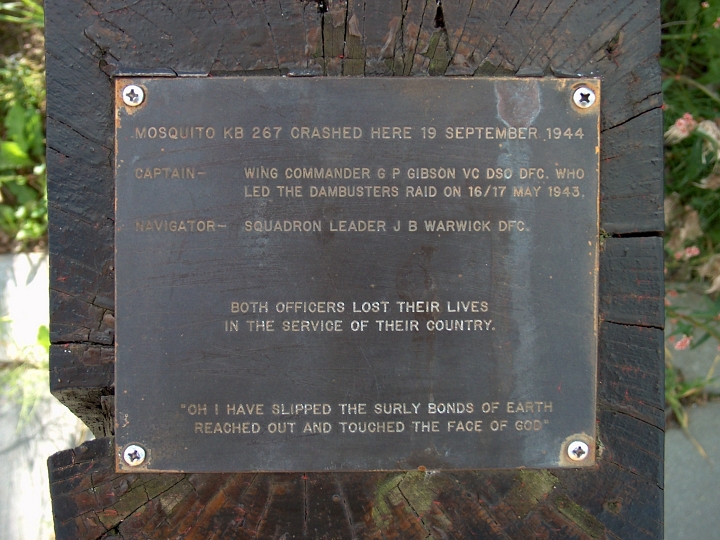 MOSQUITO KB 267 CRASHED HERE 19 SEPTEMBER 1944
CAPTAIN- WING COMMANDER G P GIBSON VC DSO DFC. WHO
LED THE DAMBUSTERS RAID ON 16/17 MAY 1943.
NAVIGATOR- SQUADRON LEADER J B WARWICK DFC.
BOTH OFFICERS LOST THEIR LIVES
IN THE SERVICE OF THEIR COUNTRY.
"OH I HAVE SLIPPED THE SURLY BONDS OF EARTH
REACHED OUT AND TOUCHED THE FACE OF GOD"